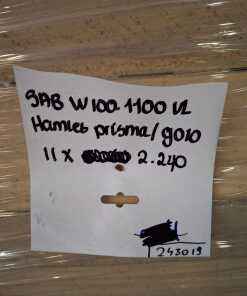 SAB W100-1100 VL
Hamlet prisma/9010
11 x 2.240
243019